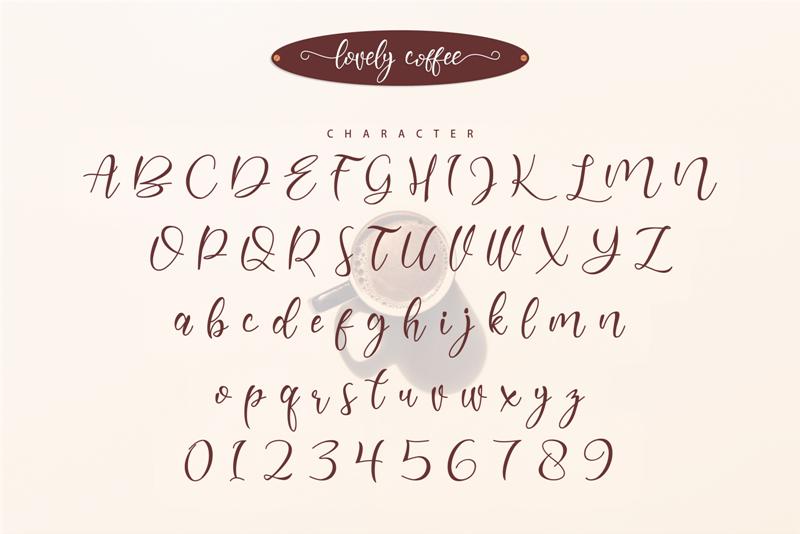 lovely coffee
CHARACTER
A B C D E F G H I J K L M N
O P Q R S T U V W X Y Z
a b c d e f g h i j k l m n
o p q r s t u v w x y z
0 1 2 3 4 5 6 7 8 9